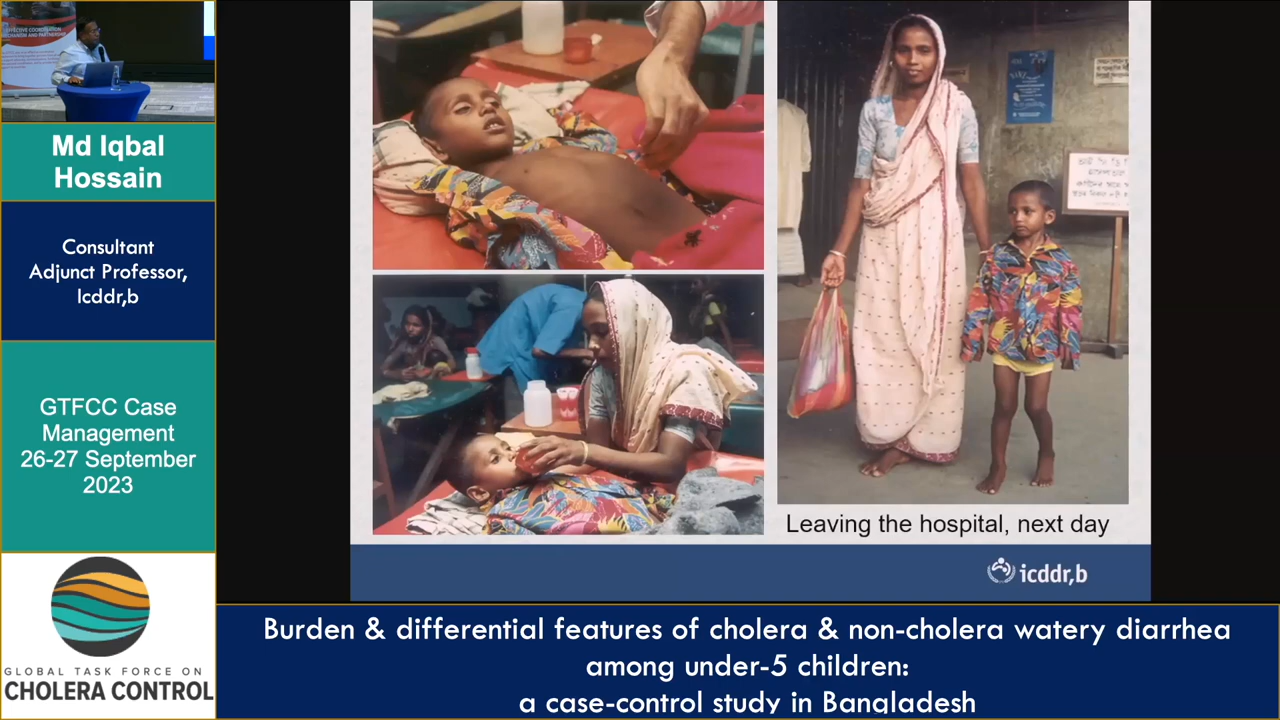 Md Iqbal
Hossain
Consultant
Adjunct Professor,
Icddr,b
GTFCC Case
Management
26-27 September
2023
GLOBAL TASK FORCE ON
CHOLERA CONTROL
Leaving the hospital, next day
icddr,b
Burden & differential features of cholera & non-cholera watery diarrhea
among under-5 children:
a case-control study in Bangladesh